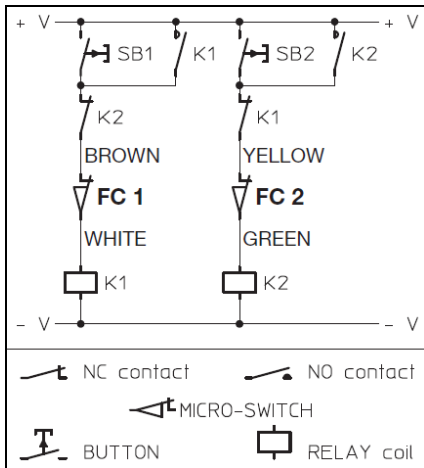 + V + V
SB1 K1 SB2 K2
K2 K1
BROWN YELLOW
FC 1 FC 2
WHITE GREEN
K1 K2
− V − V
NC contact NO contact
MICRO-SWITCH
BUTTON RELAY coil